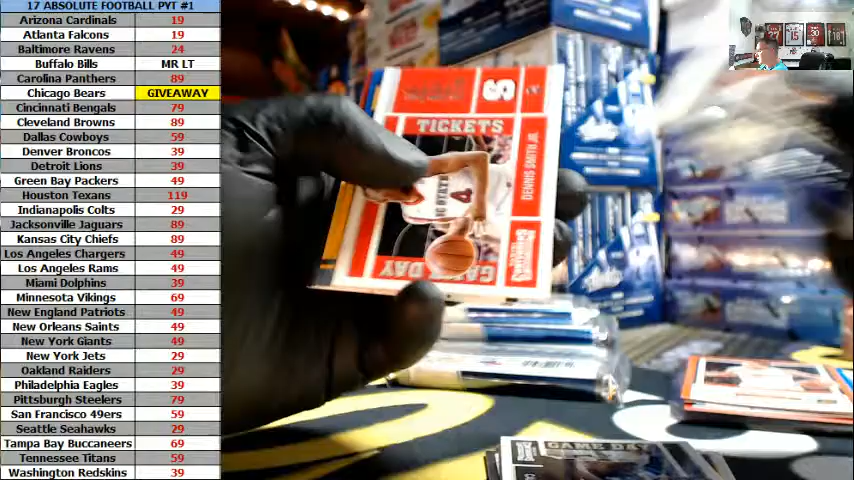 17 ABSOLUTE FOOTBALL PYT #1
Arizona Cardinals 19
Atlanta Falcons 19
Baltimore Ravens 24
Buffalo Bills MR LT
Carolina Panthers 89
Chicago Bears GIVEAWAY
Cincinnati Bengals 79
Cleveland Browns 89
Dallas Cowboys 59
Denver Broncos 39
Detroit Lions 39
Green Bay Packers 49
Houston Texans 119
Indianapolis Colts 29
Jacksonville Jaguars 89
Kansas City Chiefs 89
Los Angeles Chargers 49
Los Angeles Rams 49
Miami Dolphins 39
Minnesota Vikings 69
New England Patriots 49
New Orleans Saints 49
New York Giants 49
New York Jets 29
Oakland Raiders 29
Philadelphia Eagles 39
Pittsburgh Steelers 79
San Francisco 49ers 59
Seattle Seahawks 29
Tampa Bay Buccaneers 69
Tennessee Titans 59
Washington Redskins 39
TICKETS
DENNIS SMITH JR.
GAME DAY
GAME DAY